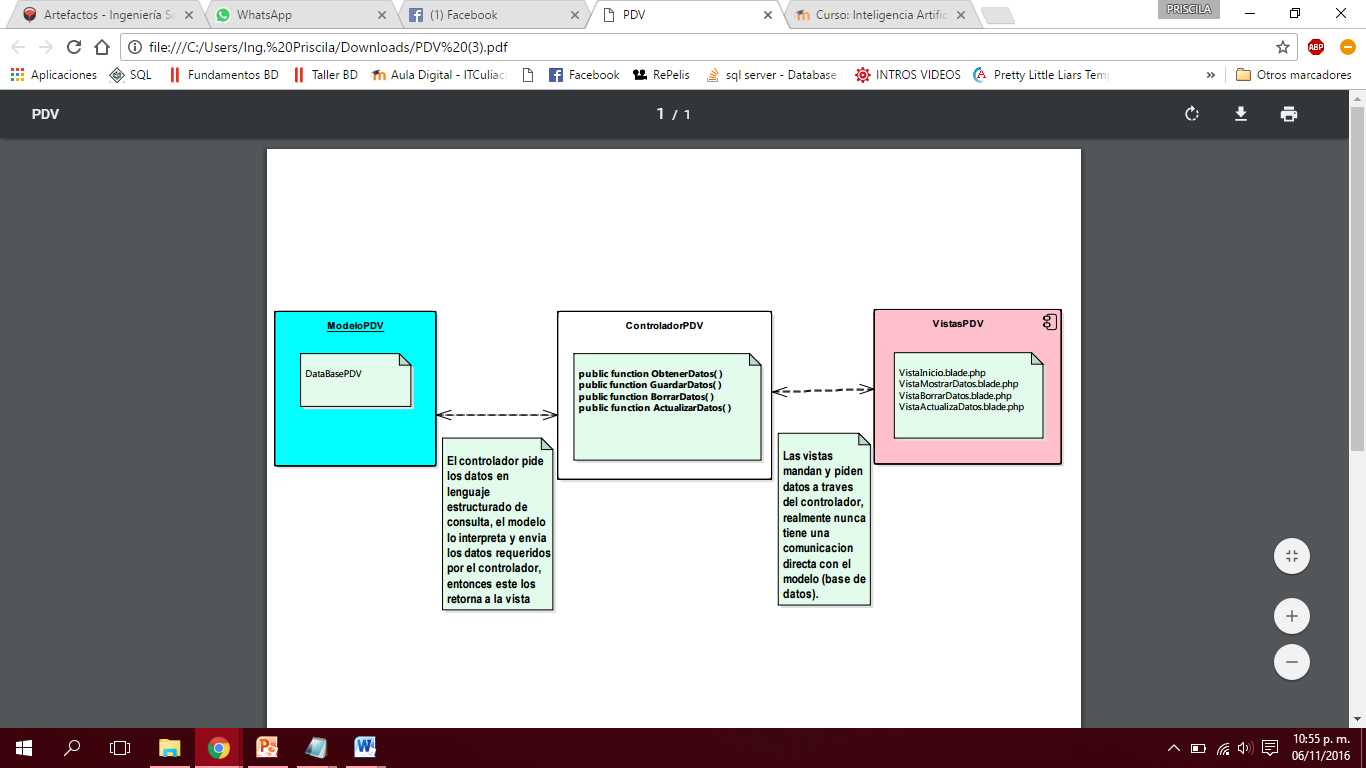 Artefactos - Ingeniería So
WhatsApp
(1) Facebook
PDV
Curso: Inteligencia Artific
PRISCILA
file:///C:/Users/Ing.%20Priscila/Downloads/PDV%20(3).pdf
ABP
Aplicaciones
SQL
Fundamentos BD
Taller BD
Aula Digital - ITCuliac
Facebook
RePelis
sql server - Database
INTROS VIDEOS
Pretty Little Liars Temp
»
Otros marcadores
PDV
1 / 1
ModeloPDV
DataBasePDV
ControladorPDV
public function ObtenerDatos( )
public function GuardarDatos( )
public function BorrarDatos( )
public function ActualizarDatos( )
VistasPDV
VistaInicio.blade.php
VistaMostrarDatos.blade.php
VistaBorrarDatos.blade.php
VistaActualizaDatos.blade.php
El controlador pide
los datos en
lenguaje
estructurado de
consulta, el modelo
lo interpreta y envia
los datos requeridos
por el controlador,
entonces este los
retorna a la vista
Las vistas
mandan y piden
datos a traves
del controlador,
realmente nunca
tiene una
comunicacion
directa con el
modelo (base de
datos).
10:55 p. m.
06/11/2016